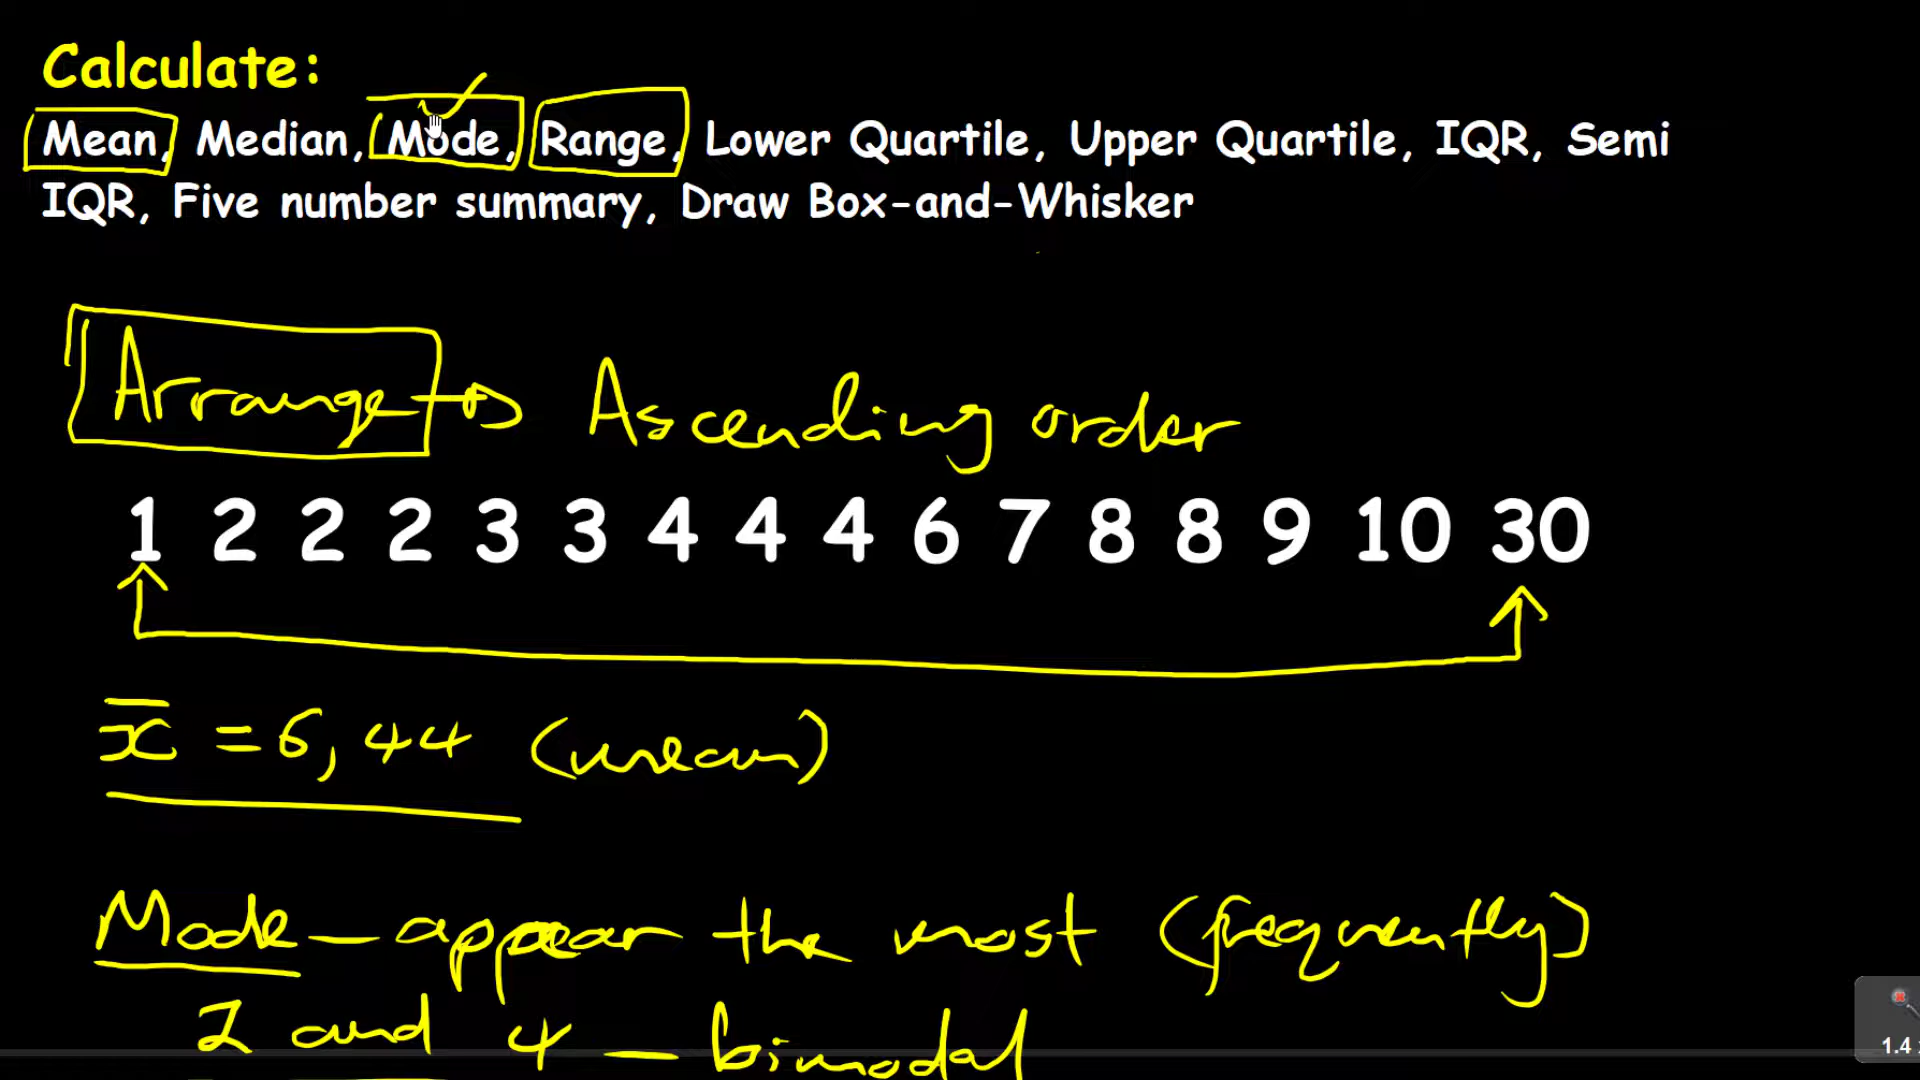 Calculate:
Mean, Median, Mode, Range, Lower Quartile, Upper Quartile, IQR, Semi
IQR, Five number summary, Draw Box-and-Whisker
Arrange → Ascending order
1 2 2 2 3 3 4 4 4 6 7 8 8 9 10 30
x̄ = 6,44 (mean)
Mode – appear the most (frequently)
2 and 4 – bimodal
1.4